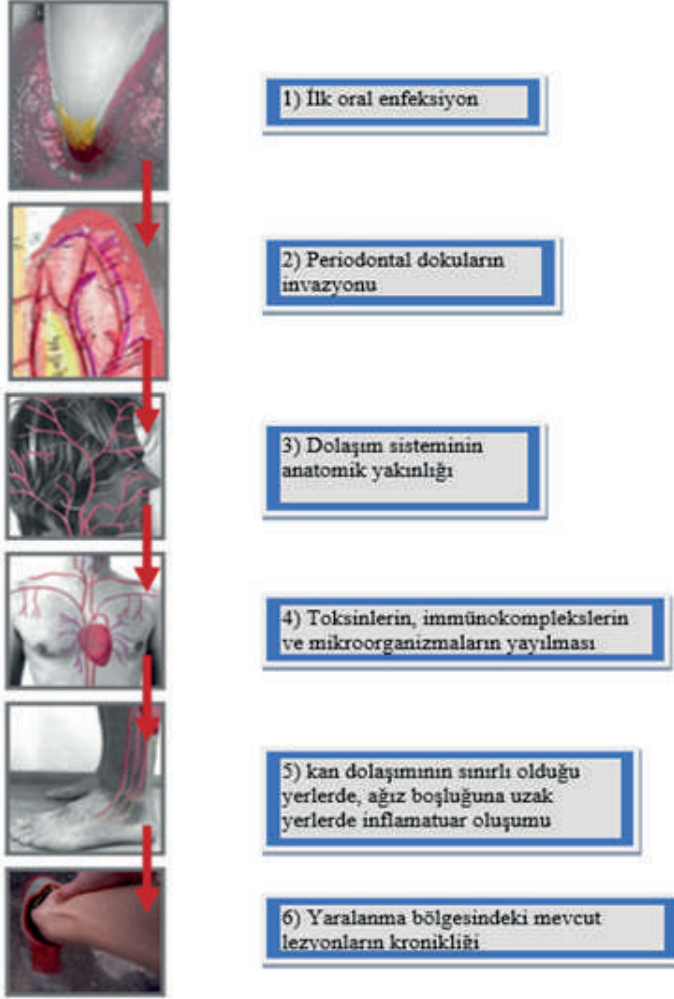 1) İlk oral enfeksiyon
2) Periodontal dokuların
invazyonu
3) Dolaşım sisteminin
anatomik yakınlığı
4) Toksinlerin, immünokomplekslerin
ve mikroorganizmaların yayılması
5) kan dolaşımının sınırlı olduğu
yerlerde, ağız boşluğuna uzak
yerlerde inflamatuar oluşumu
6) Yaralanma bölgesindeki mevcut
lezyonların kronikliği